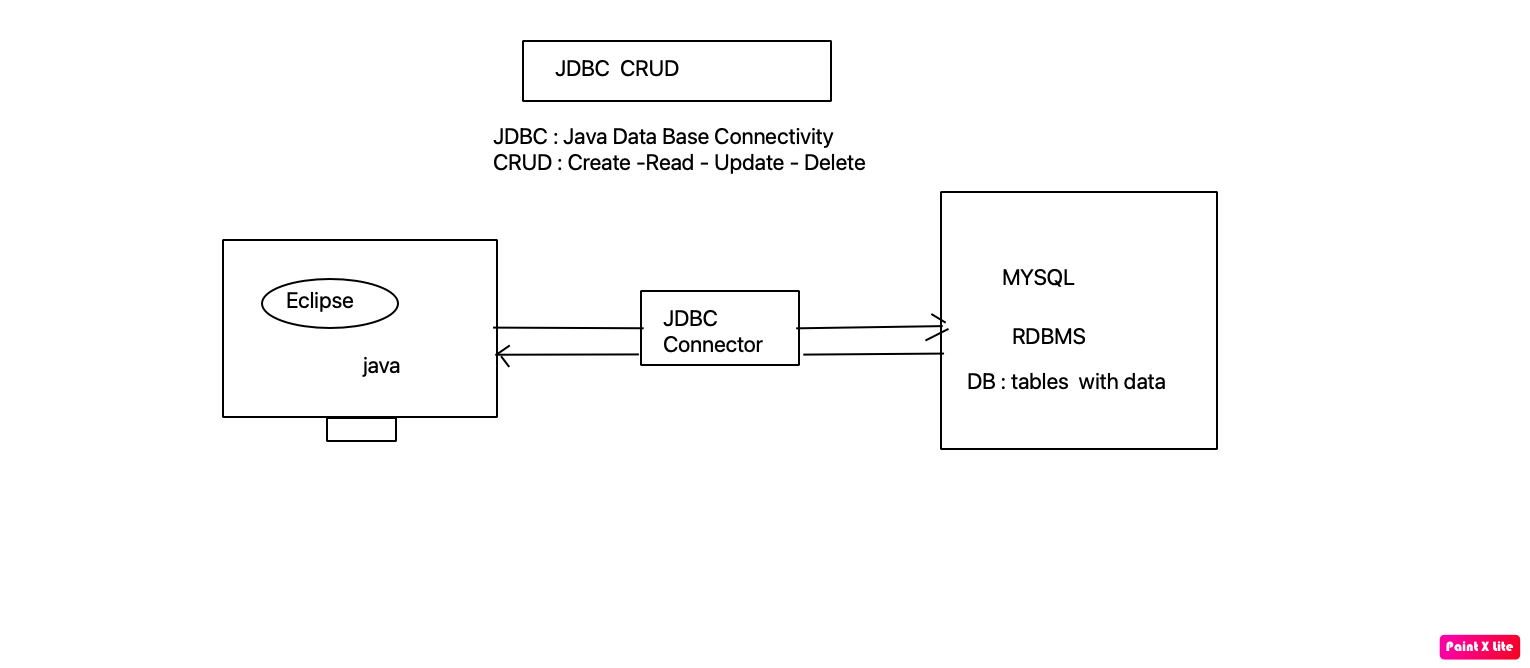 JDBC CRUD
JDBC : Java Data Base Connectivity
CRUD : Create -Read - Update - Delete
Eclipse
java
JDBC
Connector
MYSQL
RDBMS
DB : tables with data
Paint X Lite